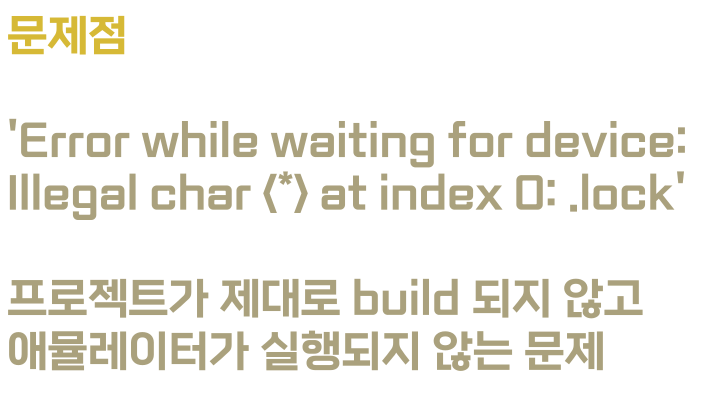 문제점
'Error while waiting for device:
Illegal char <*> at index 0: .lock'
프로젝트가 제대로 build 되지 않고
애뮬레이터가 실행되지 않는 문제